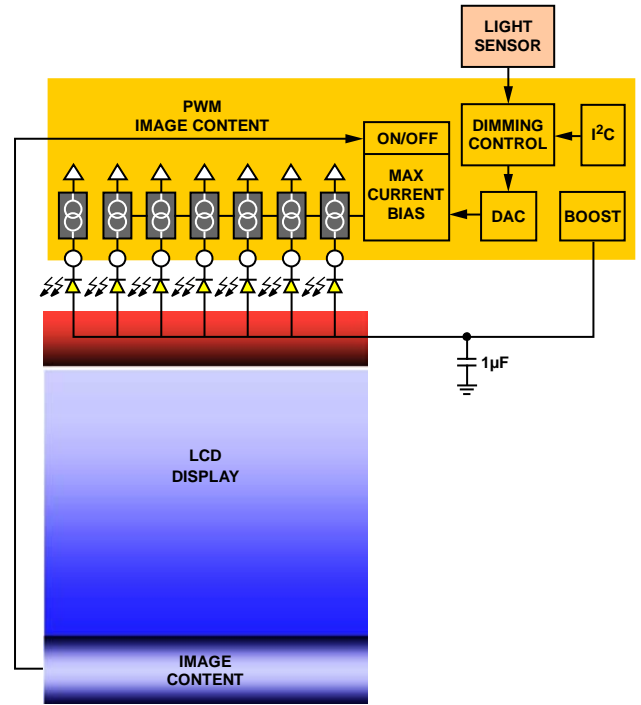 LIGHT
SENSOR
PWM
IMAGE CONTENT
ON/OFF
DIMMING
CONTROL
I²C
MAX
CURRENT
BIAS
DAC
BOOST
1µF
LCD
DISPLAY
IMAGE
CONTENT